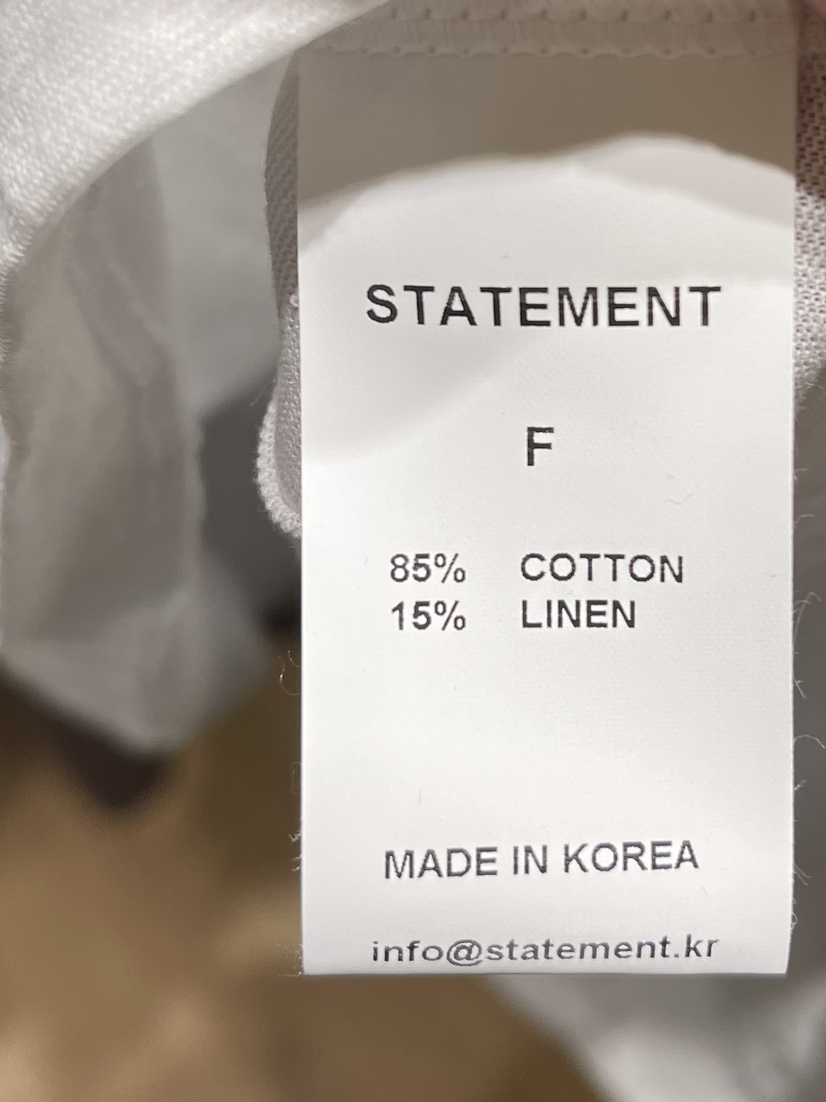 STATEMENT
F
85% COTTON
15% LINEN
MADE IN KOREA
info@statement.kr